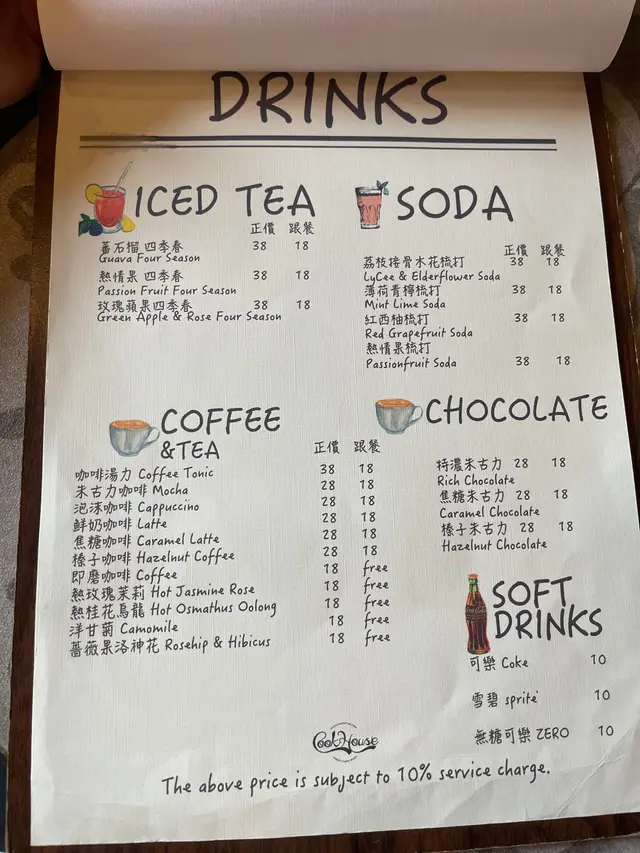 DRINKS
ICED TEA
正價 跟餐
蕃石榴 四季春 38 18
Guava Four Season
熱情果 四季春 38 18
Passion Fruit Four Season
玫瑰蘋果四季春 38 18
Green Apple & Rose Four Season
SODA
正價 跟餐
荔枝接骨木花梳打 38 18
LyCee & Elderflower Soda
薄荷青檸梳打 38 18
Mint Lime Soda
紅西柚梳打 38 18
Red Grapefruit Soda
熱情果梳打
Passionfruit Soda 38 18
COFFEE
&TEA
正價 跟餐
咖啡湯力 Coffee Tonic 38 18
朱古力咖啡 Mocha 28 18
泡沫咖啡 Cappuccino 28 18
鮮奶咖啡 Latte 28 18
焦糖咖啡 Caramel Latte 28 18
榛子咖啡 Hazelnut Coffee 28 18
即磨咖啡 Coffee 18 free
熱玫瑰茉莉 Hot Jasmine Rose 18 free
熱桂花烏龍 Hot Osmathus Oolong 18 free
洋甘菊 Camomile 18 free
薔薇果洛神花 Rosehip & Hibicus 18 free
CHOCOLATE
特濃朱古力 28 18
Rich Chocolate
焦糖朱古力 28 18
Caramel Chocolate
榛子朱古力 28 18
Hazelnut Chocolate
SOFT
DRINKS
可樂 Coke 10
雪碧 sprite 10
無糖可樂 ZERO 10
Cook House
The above price is subject to 10% service charge.